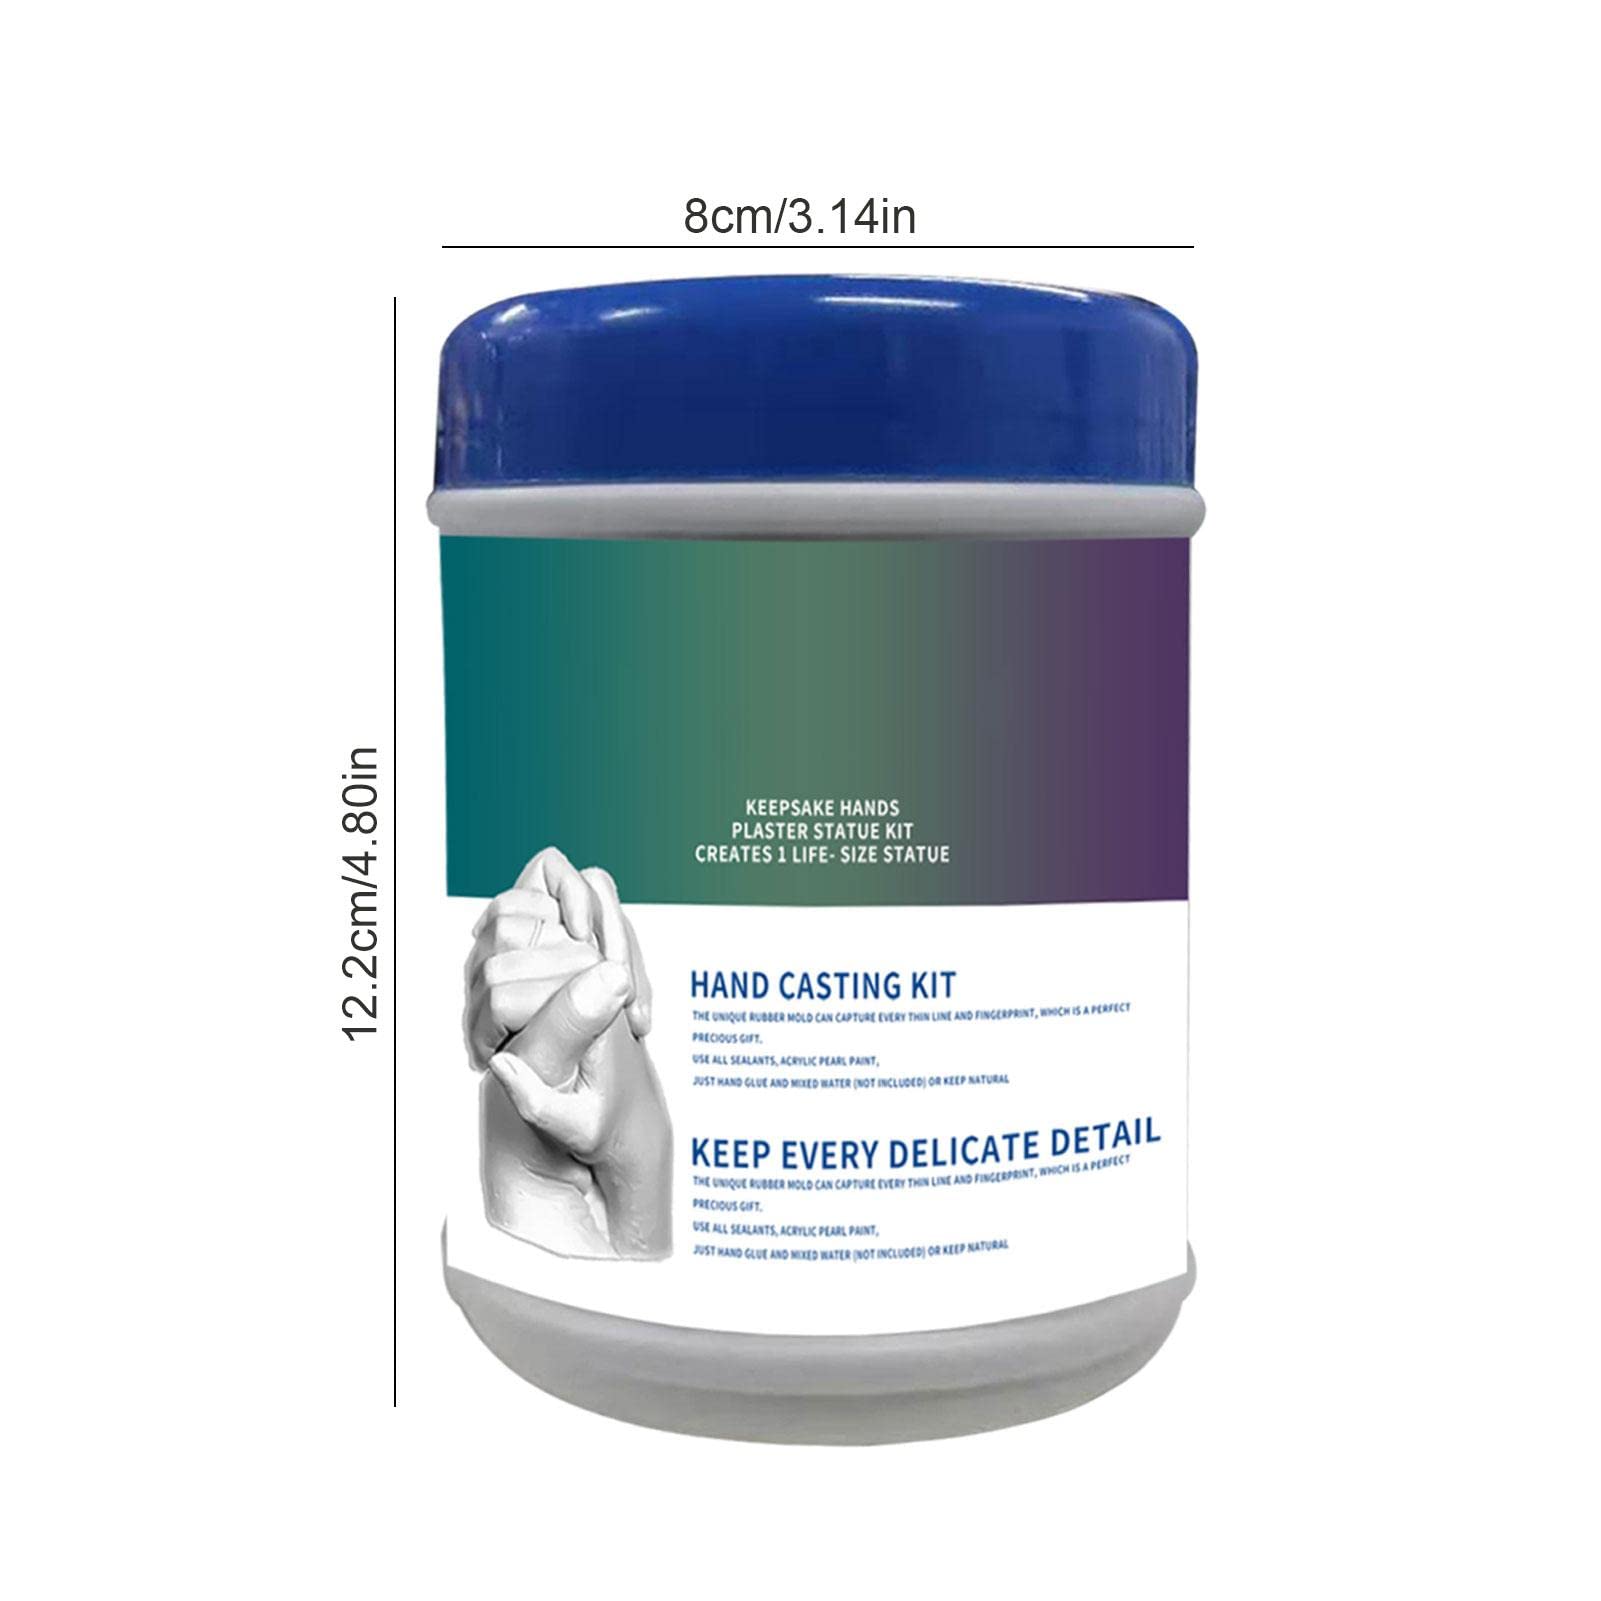 8cm/3.14in
12.2cm/4.80in
KEEPSAKE HANDS
PLASTER STATUE KIT
CREATES 1 LIFE- SIZE STATUE
HAND CASTING KIT
THE UNIQUE RUBBER MOLD CAN CAPTURE EVERY THIN LINE AND FINGERPRINT, WHICH IS A PERFECT
PRECIOUS GIFT.
USE ALL SEALANTS, ACRYLIC PEARL PAINT,
JUST HAND GLUE AND MIXED WATER (NOT INCLUDED) OR KEEP NATURAL
KEEP EVERY DELICATE DETAIL
THE UNIQUE RUBBER MOLD CAN CAPTURE EVERY THIN LINE AND FINGERPRINT, WHICH IS A PERFECT
PRECIOUS GIFT.
USE ALL SEALANTS, ACRYLIC PEARL PAINT,
JUST HAND GLUE AND MIXED WATER (NOT INCLUDED) OR KEEP NATURAL